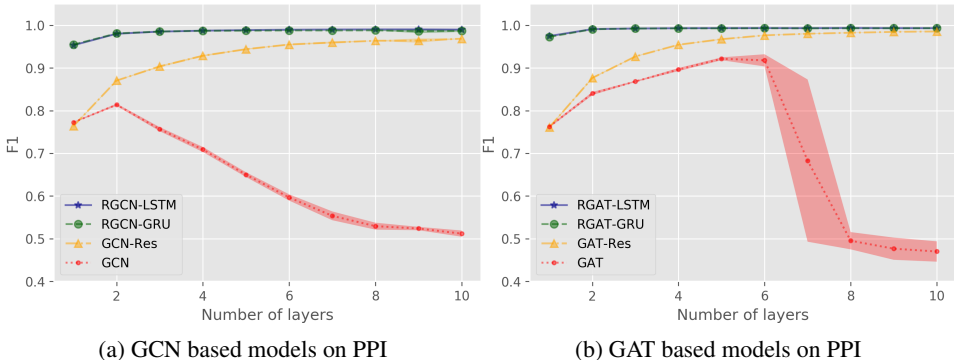 1.0
0.9
0.8
0.7
0.6
0.5
0.4
F1
RGCN-LSTM
RGCN-GRU
GCN-Res
GCN
2 4 6 8 10
Number of layers
(a) GCN based models on PPI
1.0
0.9
0.8
0.7
0.6
0.5
0.4
F1
RGAT-LSTM
RGAT-GRU
GAT-Res
GAT
2 4 6 8 10
Number of layers
(b) GAT based models on PPI